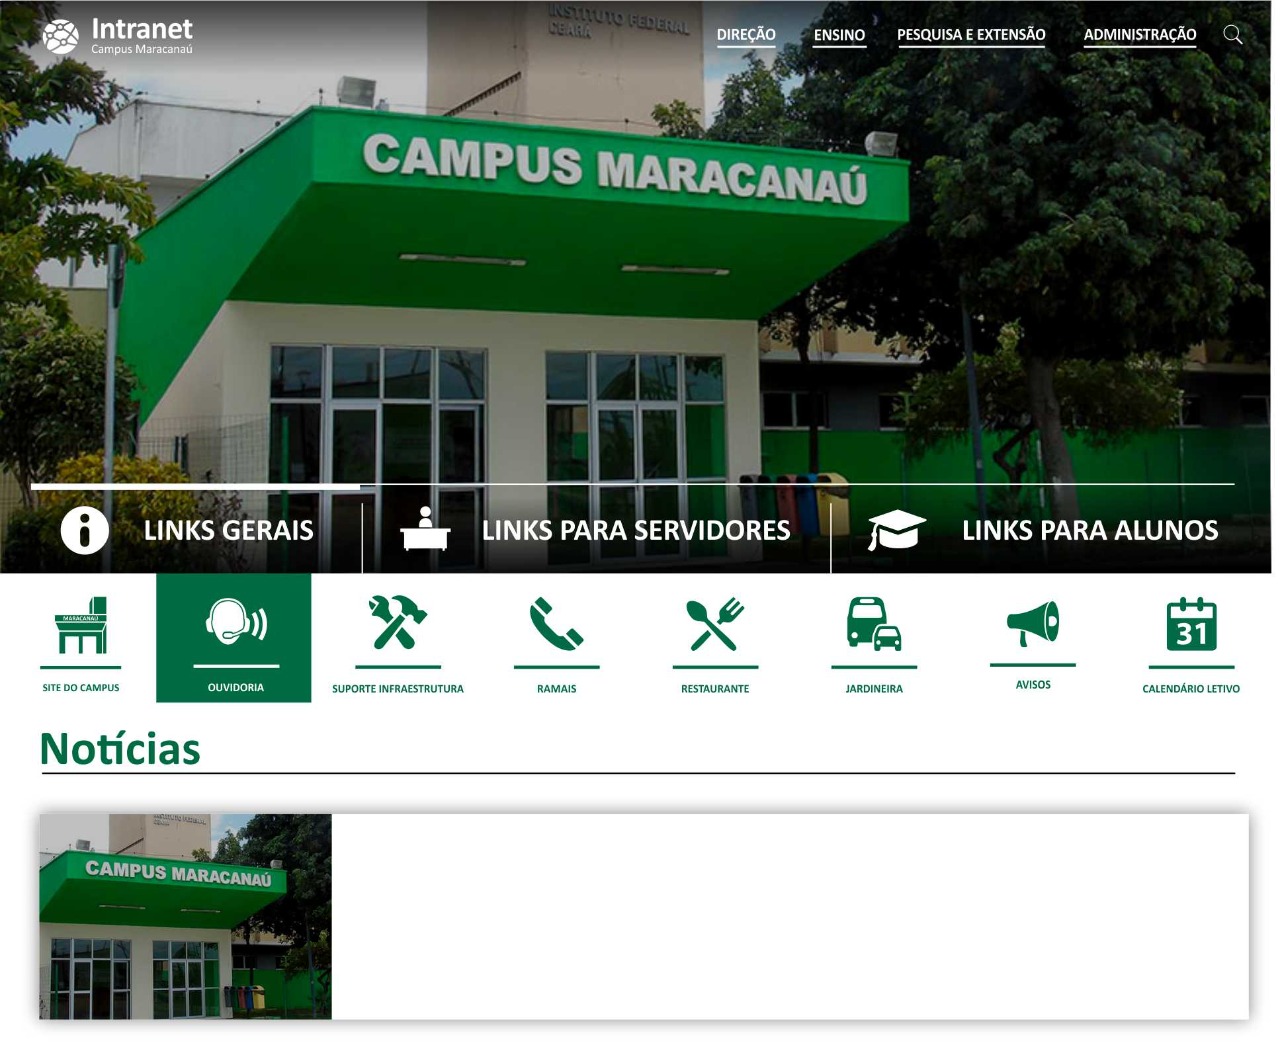 Intranet
Campus Maracanaú
DIREÇÃO
ENSINO
PESQUISA E EXTENSÃO
ADMINISTRAÇÃO
INSTITUTO FEDERAL
CEARÁ
CAMPUS MARACANAÚ
LINKS GERAIS
LINKS PARA SERVIDORES
LINKS PARA ALUNOS
MARACANAÚ
31
SITE DO CAMPUS
OUVIDORIA
SUPORTE INFRAESTRUTURA
RAMAIS
RESTAURANTE
JARDINEIRA
AVISOS
CALENDÁRIO LETIVO
Notícias
INSTITUTO FEDERAL
CEARÁ
CAMPUS MARACANAÚ